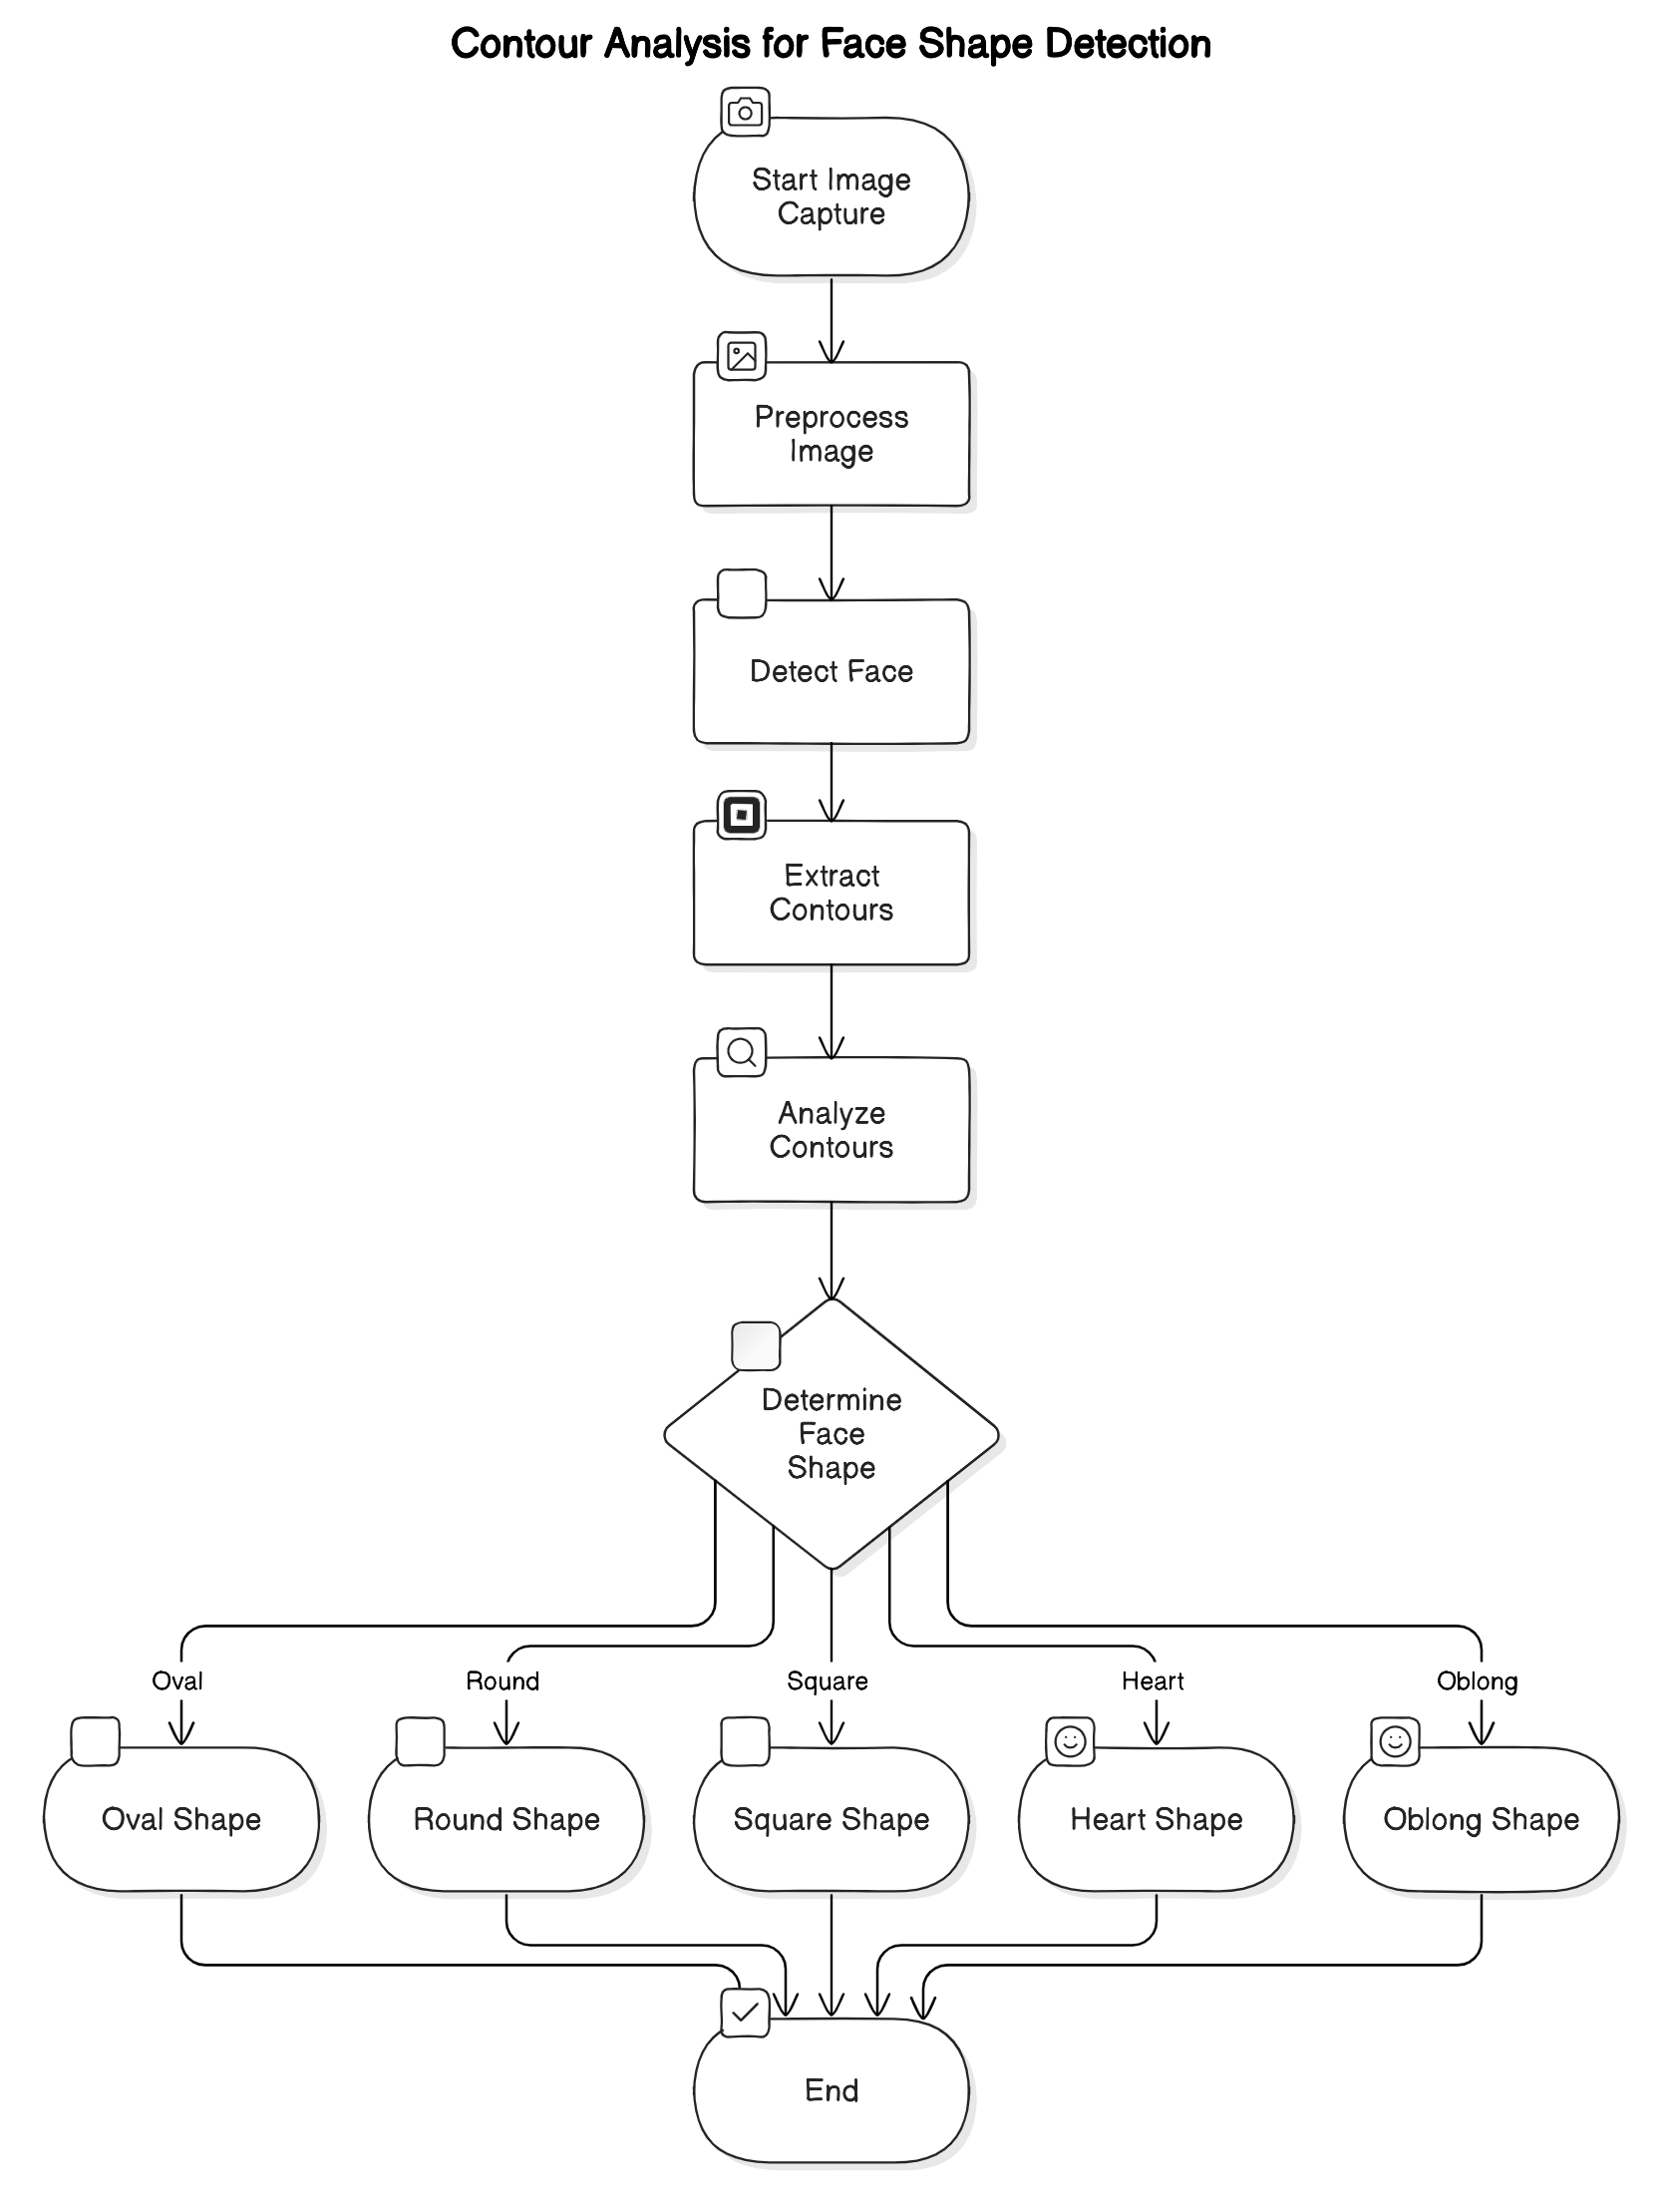 Contour Analysis for Face Shape Detection
Start Image
Capture
Preprocess
Image
Detect Face
Extract
Contours
Analyze
Contours
Determine
Face
Shape
Oval
Round
Square
Heart
Oblong
Oval Shape
Round Shape
Square Shape
Heart Shape
Oblong Shape
End